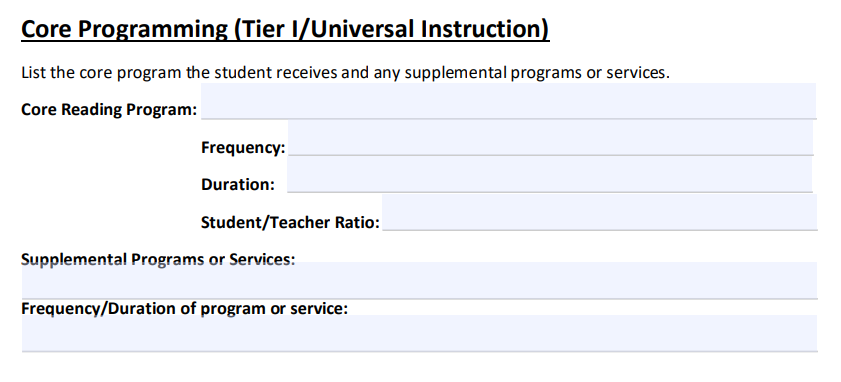 Core Programming (Tier I/Universal Instruction)
List the core program the student receives and any supplemental programs or services.
Core Reading Program:
Frequency:
Duration:
Student/Teacher Ratio:
Supplemental Programs or Services:
Frequency/Duration of program or service: